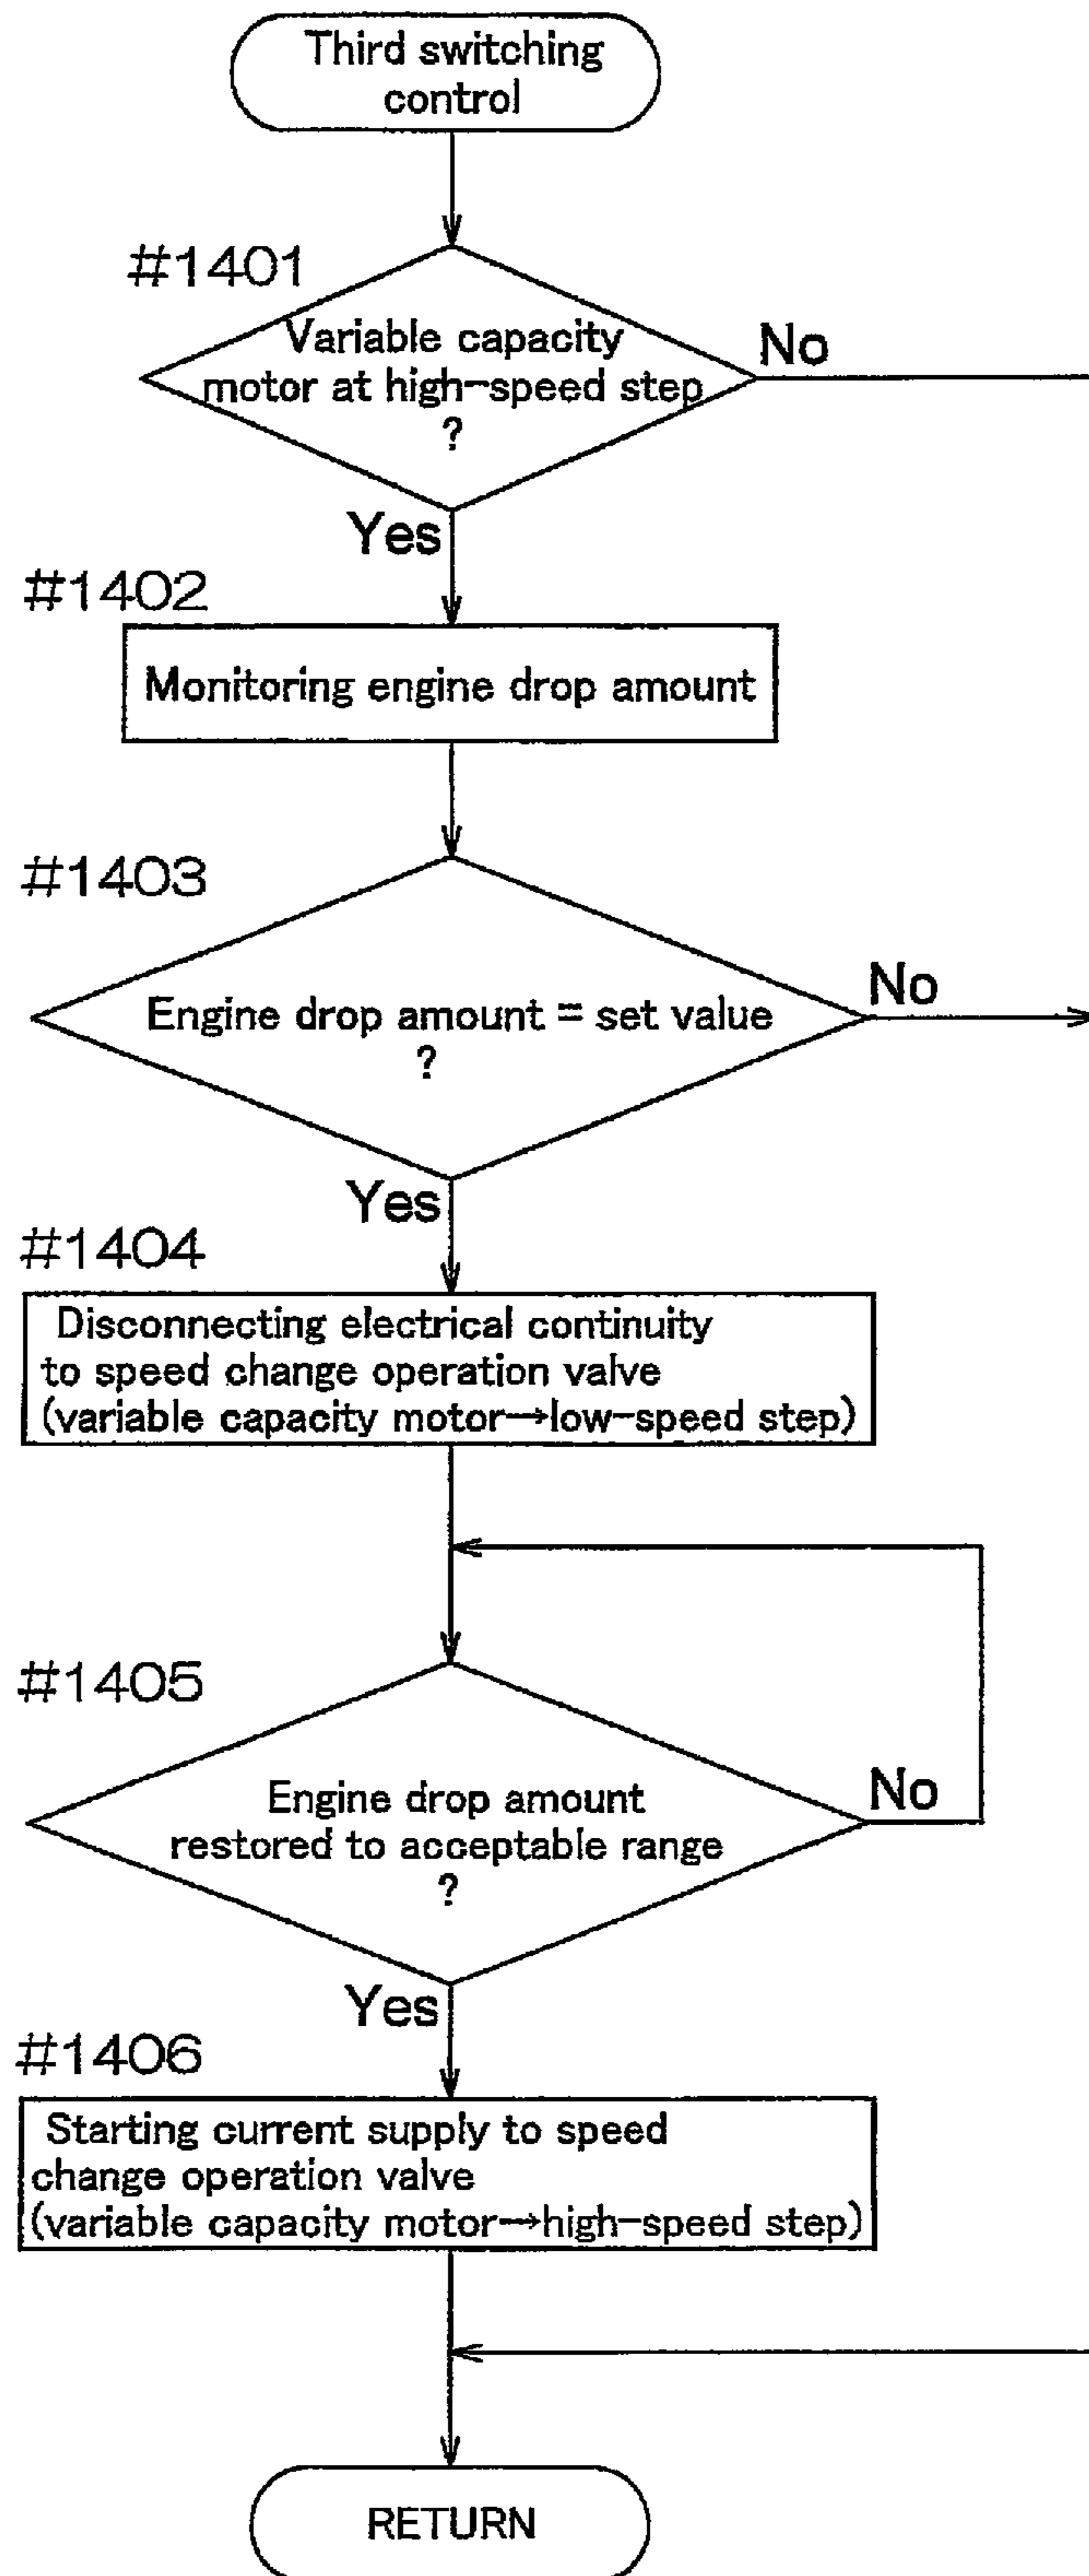 Third switching
control
#1401
Variable capacity
motor at high-speed step
?
No
Yes
#1402
Monitoring engine drop amount
#1403
Engine drop amount = set value
?
No
Yes
#1404
Disconnecting electrical continuity
to speed change operation valve
(variable capacity motor→low-speed step)
#1405
Engine drop amount
restored to acceptable range
?
No
Yes
#1406
Starting current supply to speed
change operation valve
(variable capacity motor→high-speed step)
RETURN